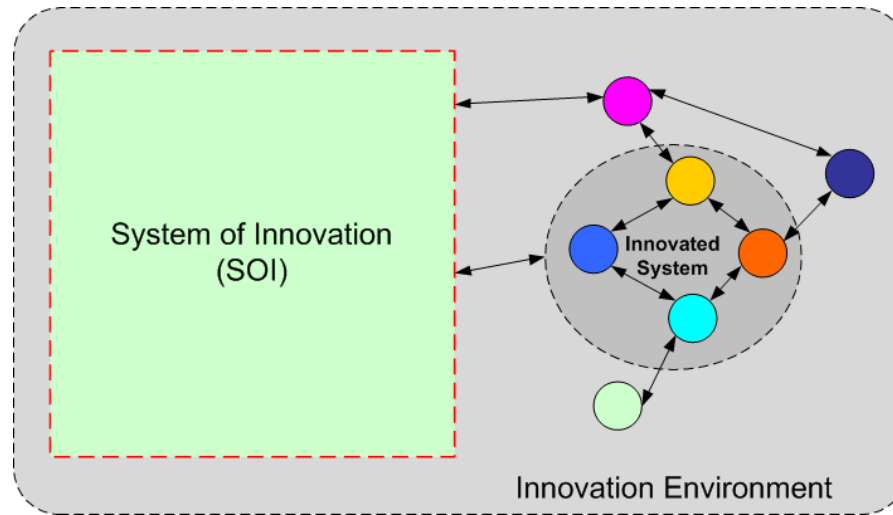 System of Innovation
(SOI)
Innovated
System
Innovation Environment